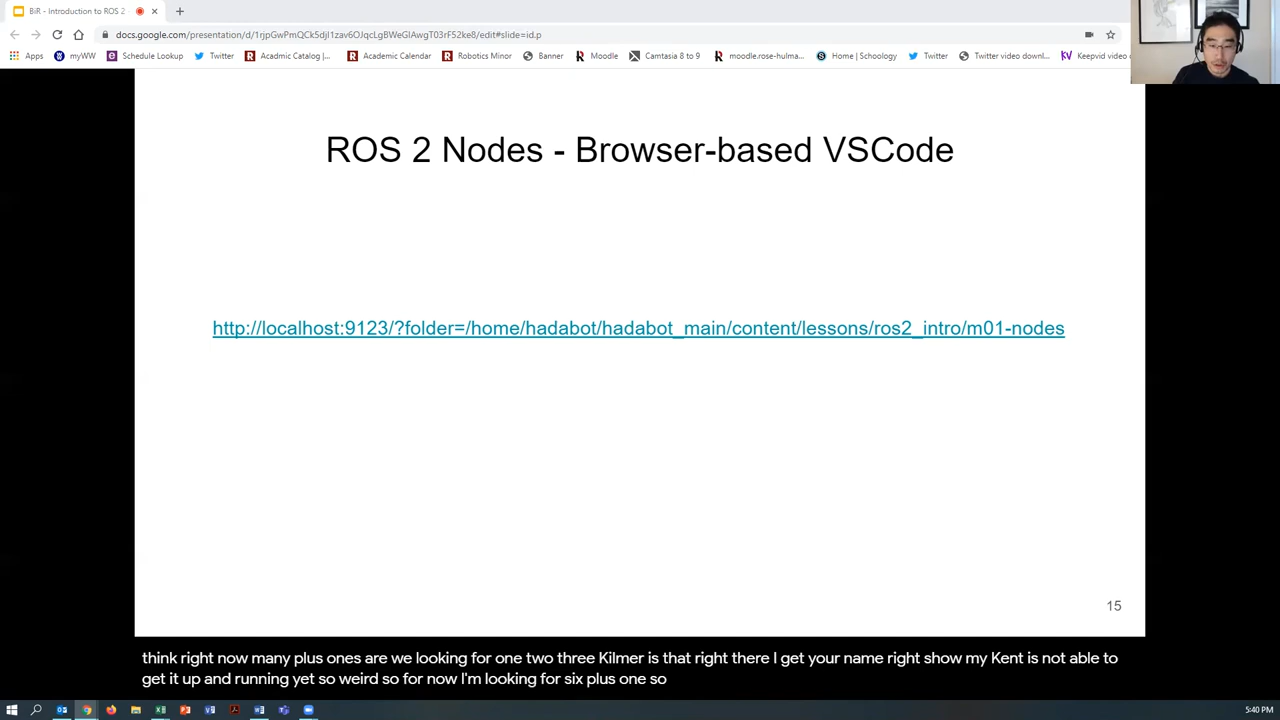 BiR - Introduction to ROS 2
docs.google.com/presentation/d/1rjpGwPmQCk5djI1zav6OJqcLgBWeGIAwgT03rF52ke8/edit#slide=id.p
Apps myWW Schedule Lookup Twitter Acadmic Catalog |... Academic Calendar Robotics Minor Banner Moodle Camtasia 8 to 9 moodle.rose-hulma... Home | Schoology Twitter Twitter video downl... Keepvid video
ROS 2 Nodes - Browser-based VSCode
http://localhost:9123/?folder=/home/hadabot/hadabot_main/content/lessons/ros2_intro/m01-nodes
15
think right now many plus ones are we looking for one two three Kilmer is that right there I get your name right show my Kent is not able to
get it up and running yet so weird so for now I'm looking for six plus one so
5:40 PM